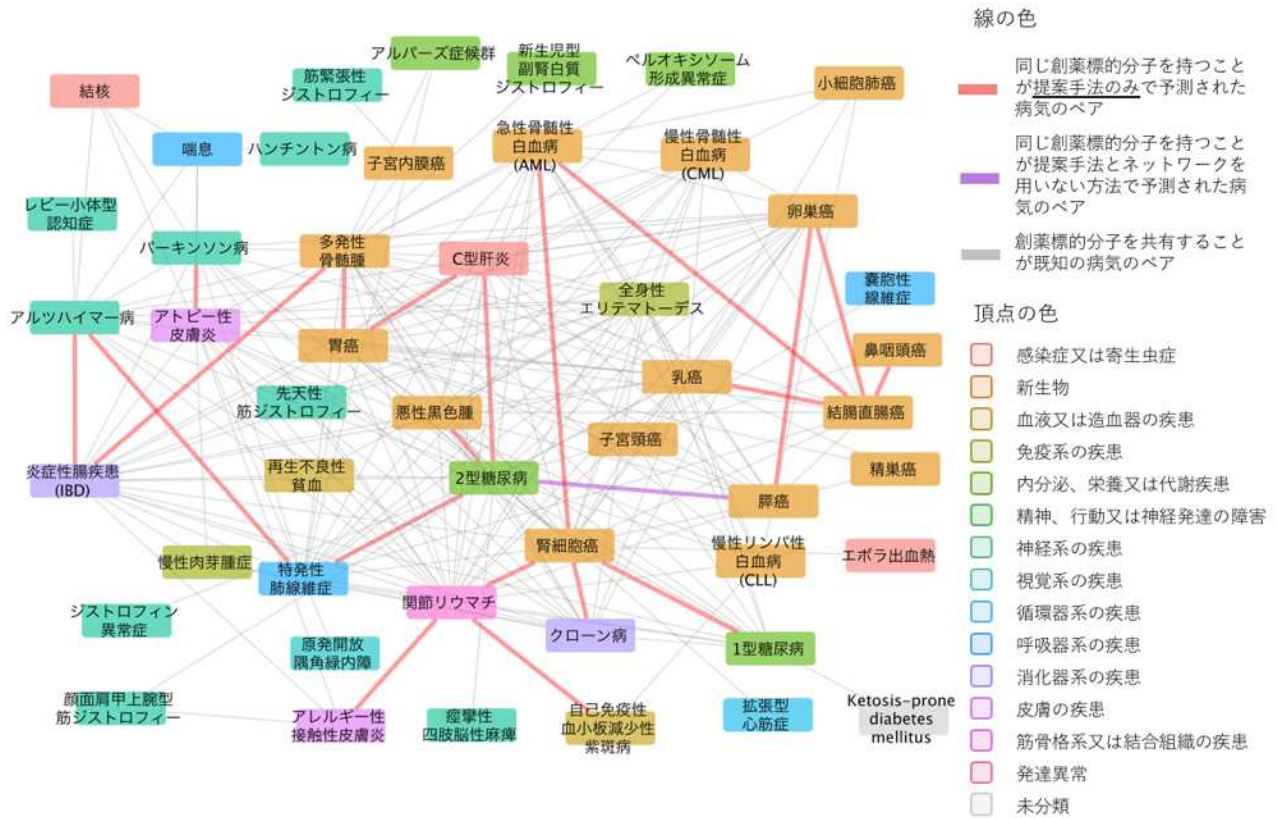 アルパーズ症候群
新生児型
副腎白質
ジストロフィー
ペルオキシソーム
形成異常症
筋緊張性
ジストロフィー
小細胞肺癌
結核
急性骨髄性
白血病
(AML)
慢性骨髄性
白血病
(CML)
喘息
ハンチントン病
子宮内膜癌
レビー小体型
認知症
卵巣癌
パーキンソン病
多発性
骨髄腫
C型肝炎
嚢胞性
線維症
全身性
エリテマトーデス
アルツハイマー病
アトピー性
皮膚炎
胃癌
鼻咽頭癌
乳癌
先天性
筋ジストロフィー
悪性黒色腫
結腸直腸癌
子宮頸癌
炎症性腸疾患
(IBD)
再生不良性
貧血
2型糖尿病
精巣癌
膵癌
腎細胞癌
慢性リンパ性
白血病
(CLL)
エボラ出血熱
慢性肉芽腫症
特発性
肺線維症
関節リウマチ
ジストロフィン
異常症
クローン病
1型糖尿病
原発開放
隅角緑内障
顔面肩甲上腕型
筋ジストロフィー
アレルギー性
接触性皮膚炎
痙攣性
四肢脳性麻痺
自己免疫性
血小板減少性
紫斑病
拡張型
心筋症
Ketosis-prone
diabetes
mellitus
線の色
同じ創薬標的分子を持つこと
が提案手法のみで予測された
病気のペア
同じ創薬標的分子を持つこと
が提案手法とネットワークを
用いない方法で予測された病
気のペア
創薬標的分子を共有すること
が既知の病気のペア
頂点の色
感染症又は寄生虫症
新生物
血液又は造血器の疾患
免疫系の疾患
内分泌、栄養又は代謝疾患
精神、行動又は神経発達の障害
神経系の疾患
視覚系の疾患
循環器系の疾患
呼吸器系の疾患
消化器系の疾患
皮膚の疾患
筋骨格系又は結合組織の疾患
発達異常
未分類